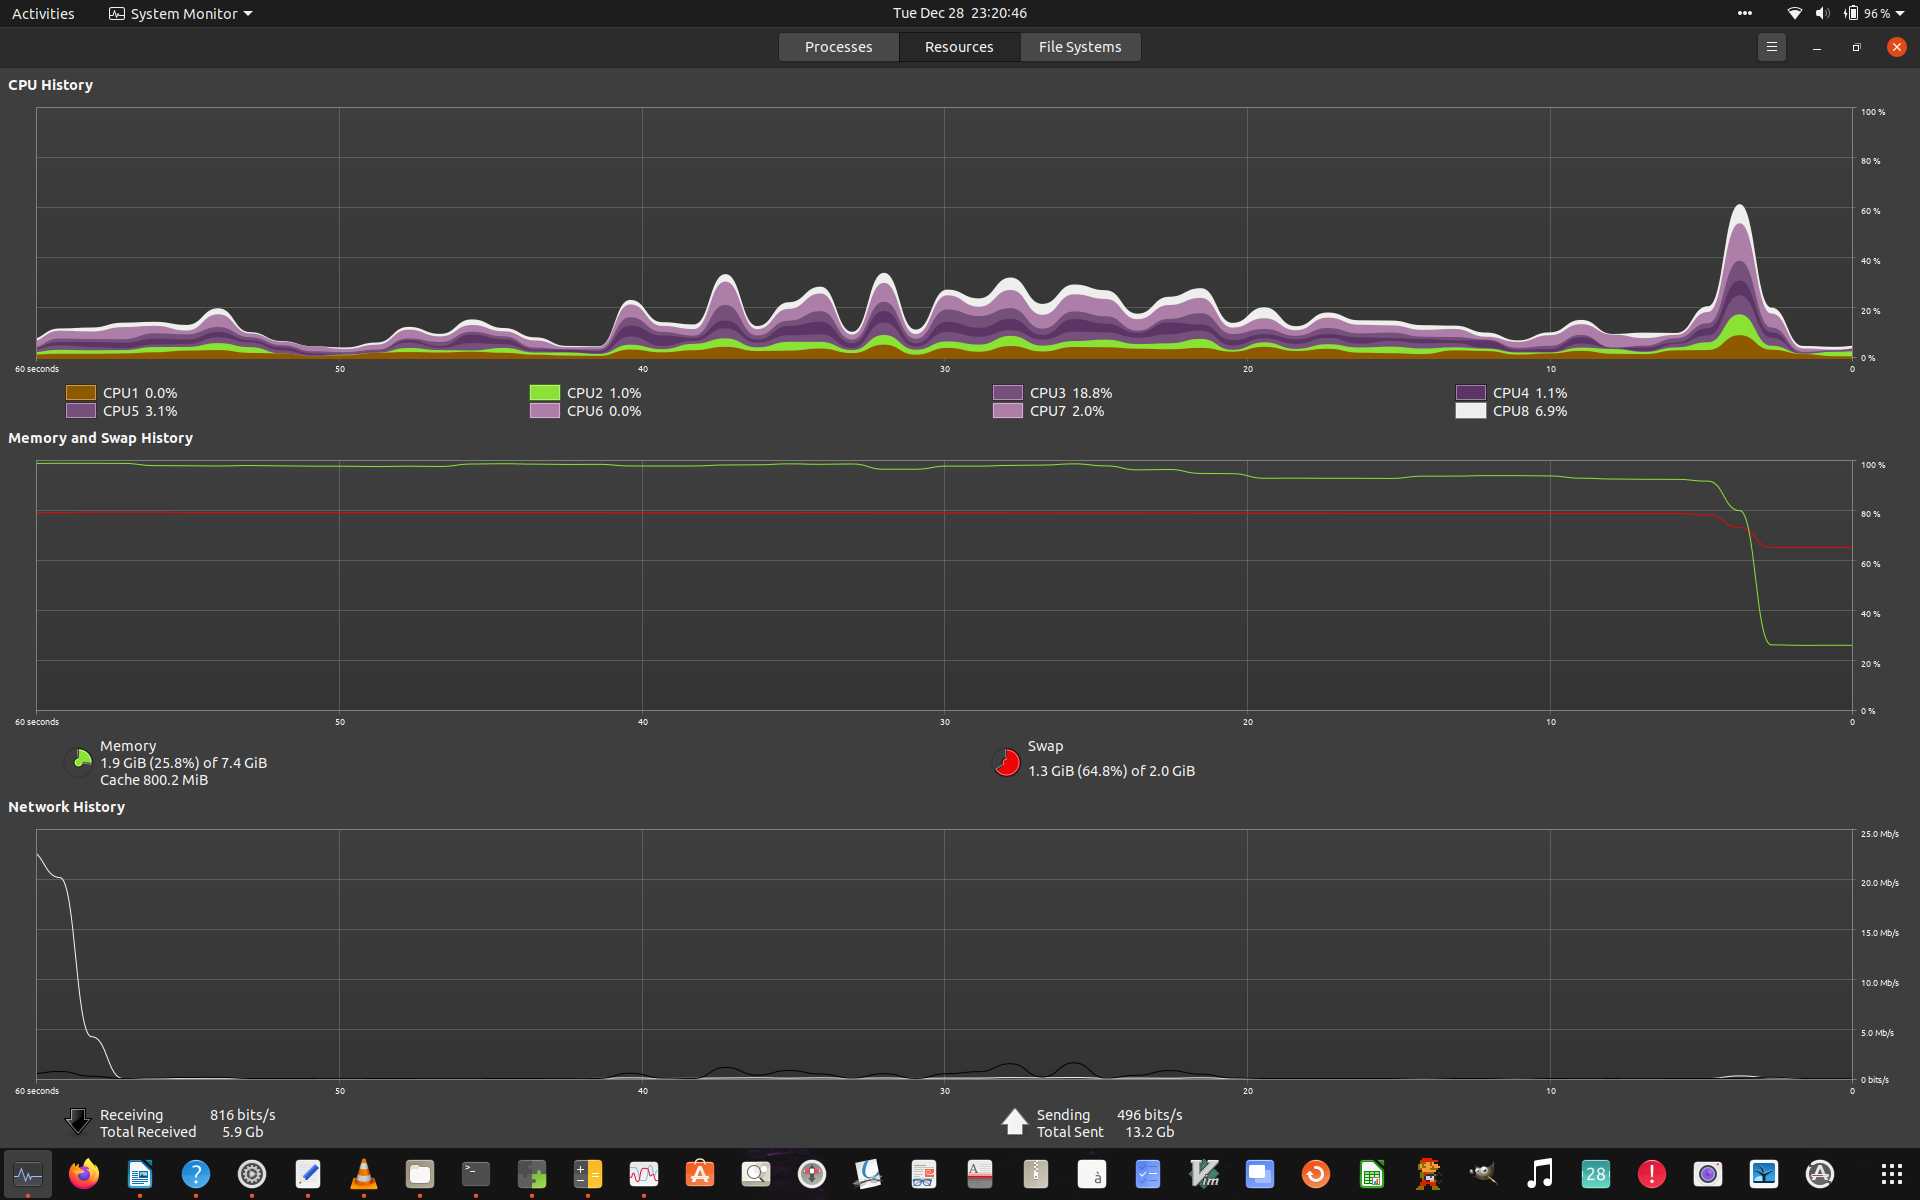 Activities
System Monitor
Tue Dec 28 23:20:46
96 %
Processes
Resources
File Systems
CPU History
100 %
80 %
60 %
40 %
20 %
0 %
60 seconds
50
40
30
20
10
0
CPU1 0.0%
CPU2 1.0%
CPU3 18.8%
CPU4 1.1%
CPU5 3.1%
CPU6 0.0%
CPU7 2.0%
CPU8 6.9%
Memory and Swap History
100 %
80 %
60 %
40 %
20 %
0 %
60 seconds
50
40
30
20
10
0
Memory
1.9 GiB (25.8%) of 7.4 GiB
Cache 800.2 MiB
Swap
1.3 GiB (64.8%) of 2.0 GiB
Network History
25.0 Mb/s
20.0 Mb/s
15.0 Mb/s
10.0 Mb/s
5.0 Mb/s
0 bits/s
60 seconds
50
40
30
20
10
0
Receiving 816 bits/s
Total Received 5.9 Gb
Sending 496 bits/s
Total Sent 13.2 Gb
?
>_
A
à
Vim
28
!